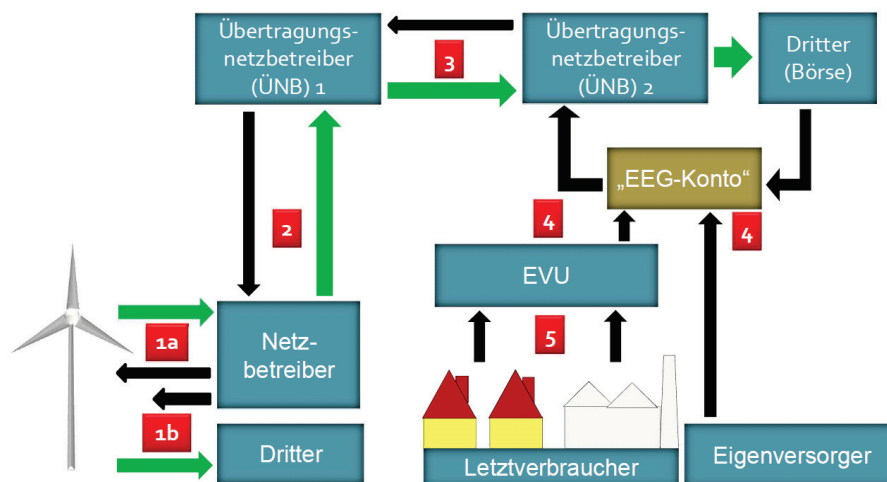 Übertragungs-
netzbetreiber
(ÜNB) 1
3
Übertragungs-
netzbetreiber
(ÜNB) 2
Dritter
(Börse)
„EEG-Konto“
2
4
4
EVU
1a
Netz-
betreiber
5
1b
Dritter
Letztverbraucher
Eigenversorger